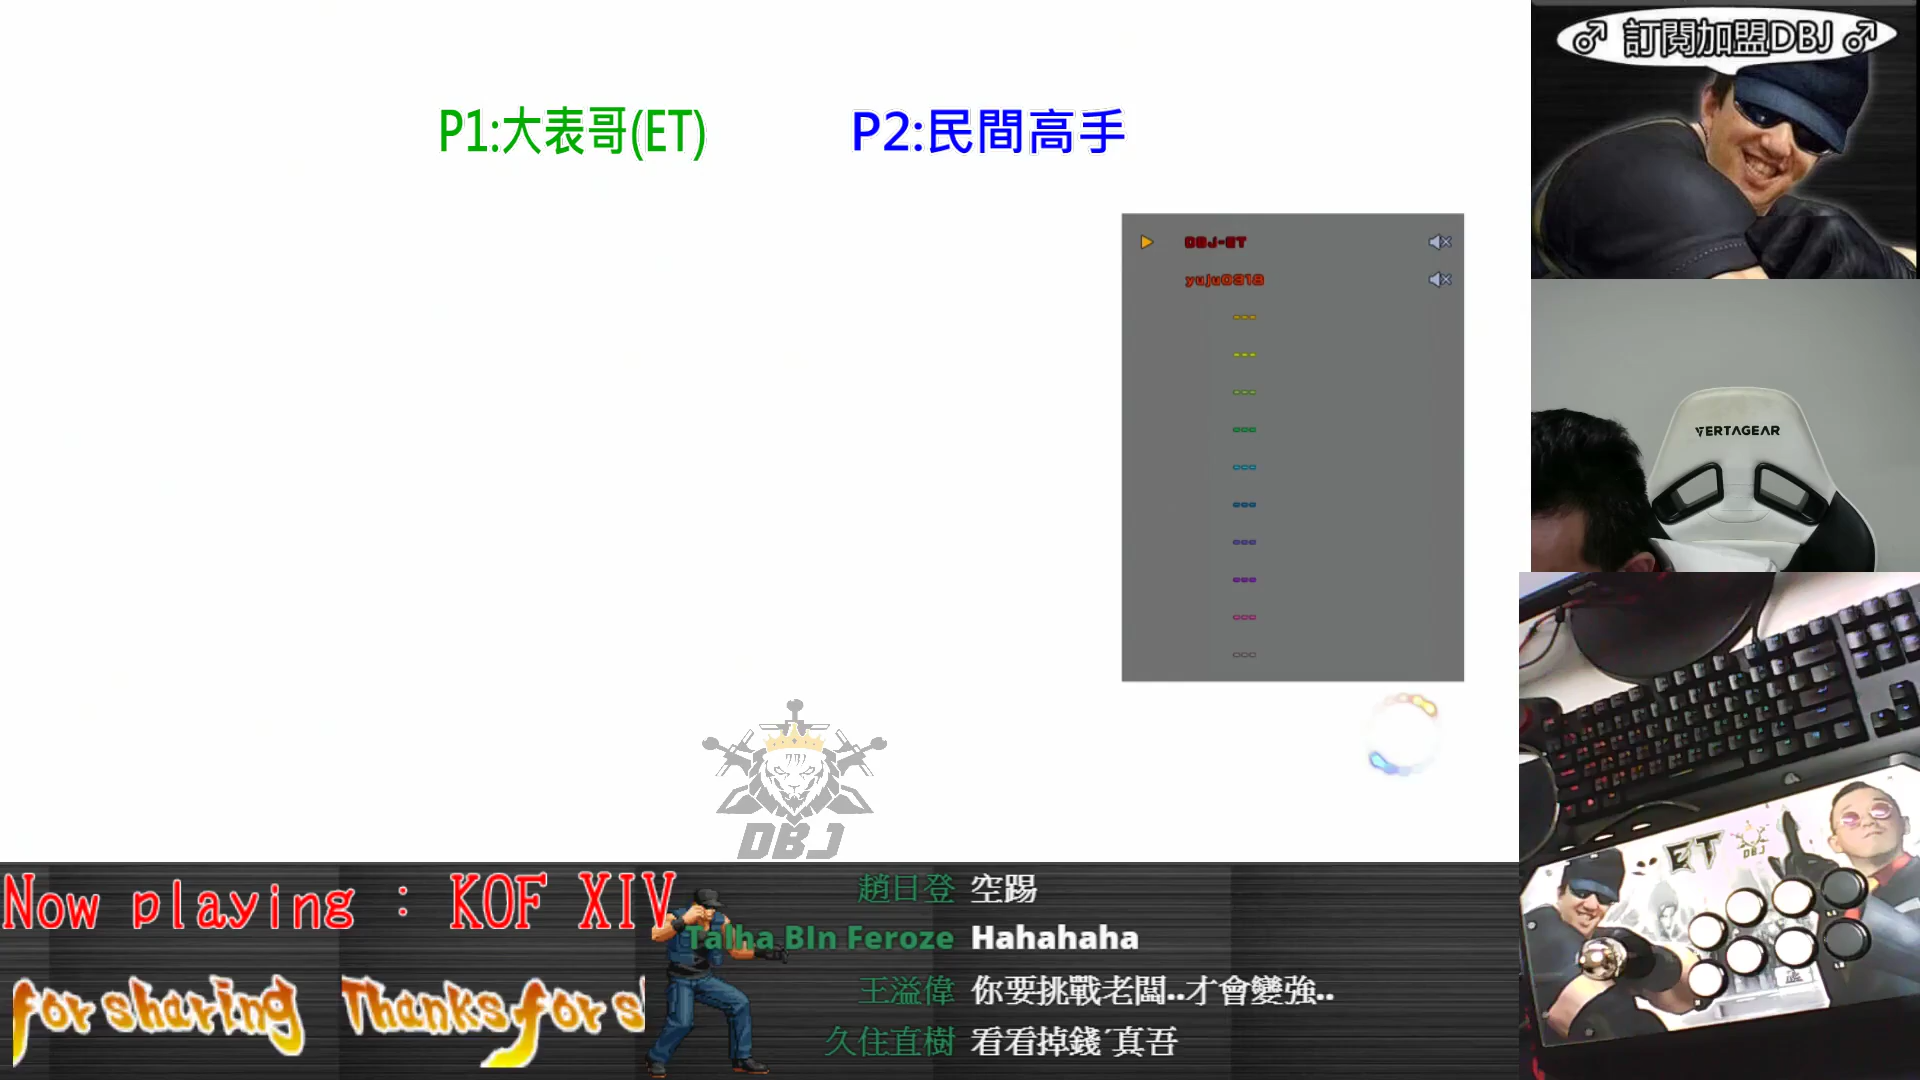 ♂ 訂閱加盟DBJ ♂
P1:大表哥(ET)
P2:民間高手
DBJ-ET
yuju0318
---
---
---
---
---
---
---
---
---
---
VERTAGEAR
DBJ
ET
DBJ
Now playing : KOF XIV
for sharing Thanks for s
趙日登 空踢
Talha BIn Feroze Hahahaha
王溢偉 你要挑戰老闆..才會變強..
久住直樹 看看掉錢ˊ真吾